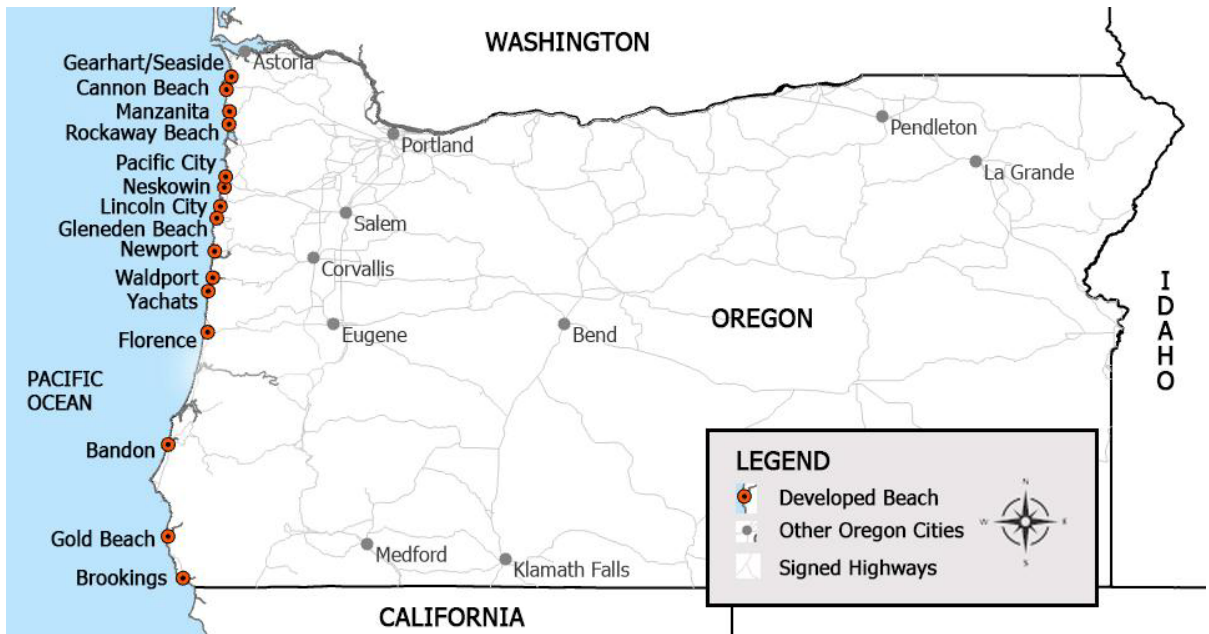 WASHINGTON
Gearhart/Seaside
Astoria
Cannon Beach
Manzanita
Rockaway Beach
Portland
Pendleton
Pacific City
La Grande
Neskowin
Lincoln City
Salem
Gleneden Beach
Newport
Corvallis
Waldport
Yachats
Florence
Eugene
Bend
OREGON
I
D
A
H
O
PACIFIC
OCEAN
Bandon
Gold Beach
Medford
Klamath Falls
Brookings
CALIFORNIA
LEGEND
Developed Beach
Other Oregon Cities
Signed Highways
N
W
E
S